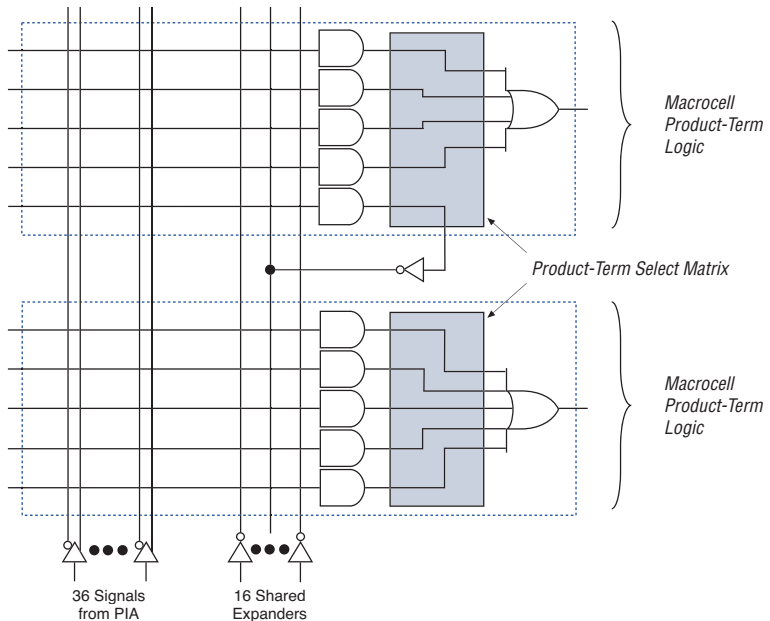 Macrocell
Product-Term
Logic
Product-Term Select Matrix
Macrocell
Product-Term
Logic
36 Signals
from PIA
16 Shared
Expanders